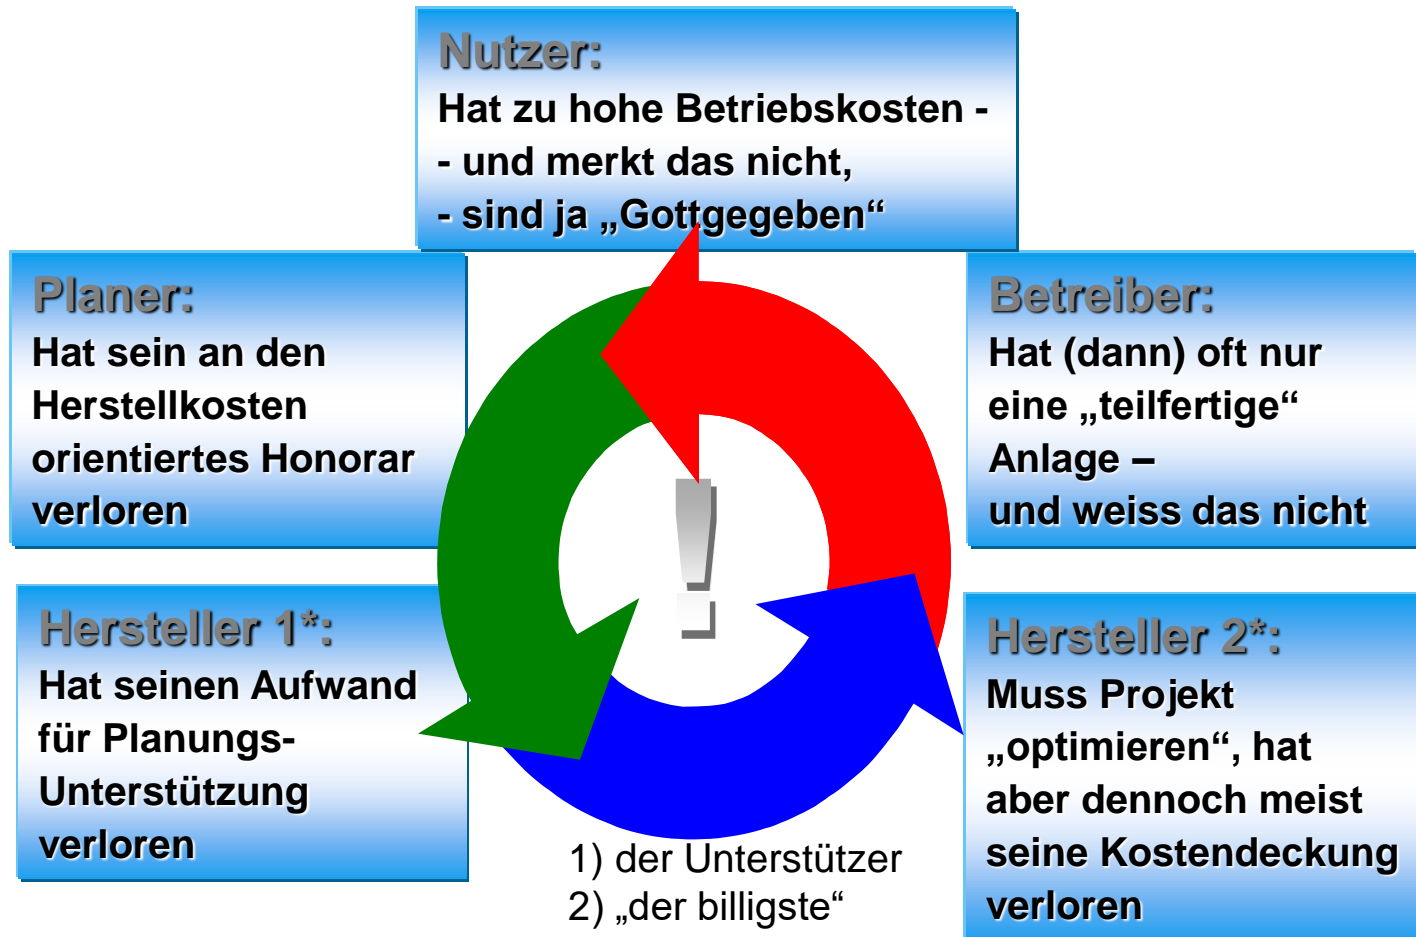 Nutzer:
Hat zu hohe Betriebskosten -
- und merkt das nicht,
- sind ja „Gottgegeben“
Planer:
Hat sein an den
Herstellkosten
orientiertes Honorar
verloren
Betreiber:
Hat (dann) oft nur
eine „teilfertige“
Anlage –
und weiss das nicht
!
Hersteller 1*:
Hat seinen Aufwand
für Planungs-
Unterstützung
verloren
Hersteller 2*:
Muss Projekt
„optimieren“, hat
aber dennoch meist
seine Kostendeckung
verloren
1) der Unterstützer
2) „der billigste“